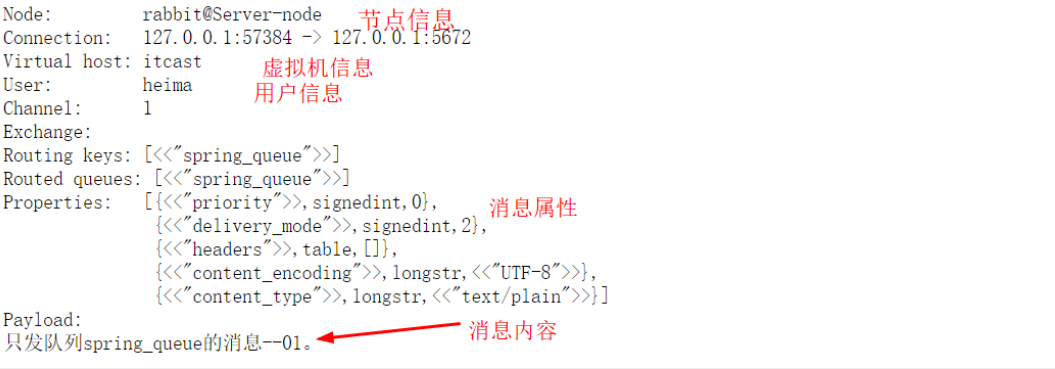 Node: rabbit@Server-node 节点信息
Connection: 127.0.0.1:57384 -> 127.0.0.1:5672
Virtual host: itcast 虚拟机信息
User: heima 用户信息
Channel: 1
Exchange:
Routing keys: [<<"spring_queue">>]
Routed queues: [<<"spring_queue">>]
Properties: [{<<"priority">>,signedint,0}, 消息属性
{<<"delivery_mode">>,signedint,2},
{<<"headers">>,table,[]},
{<<"content_encoding">>,longstr,<<"UTF-8">>},
{<<"content_type">>,longstr,<<"text/plain">>}]
Payload:
只发队列spring_queue的消息--01。 消息内容